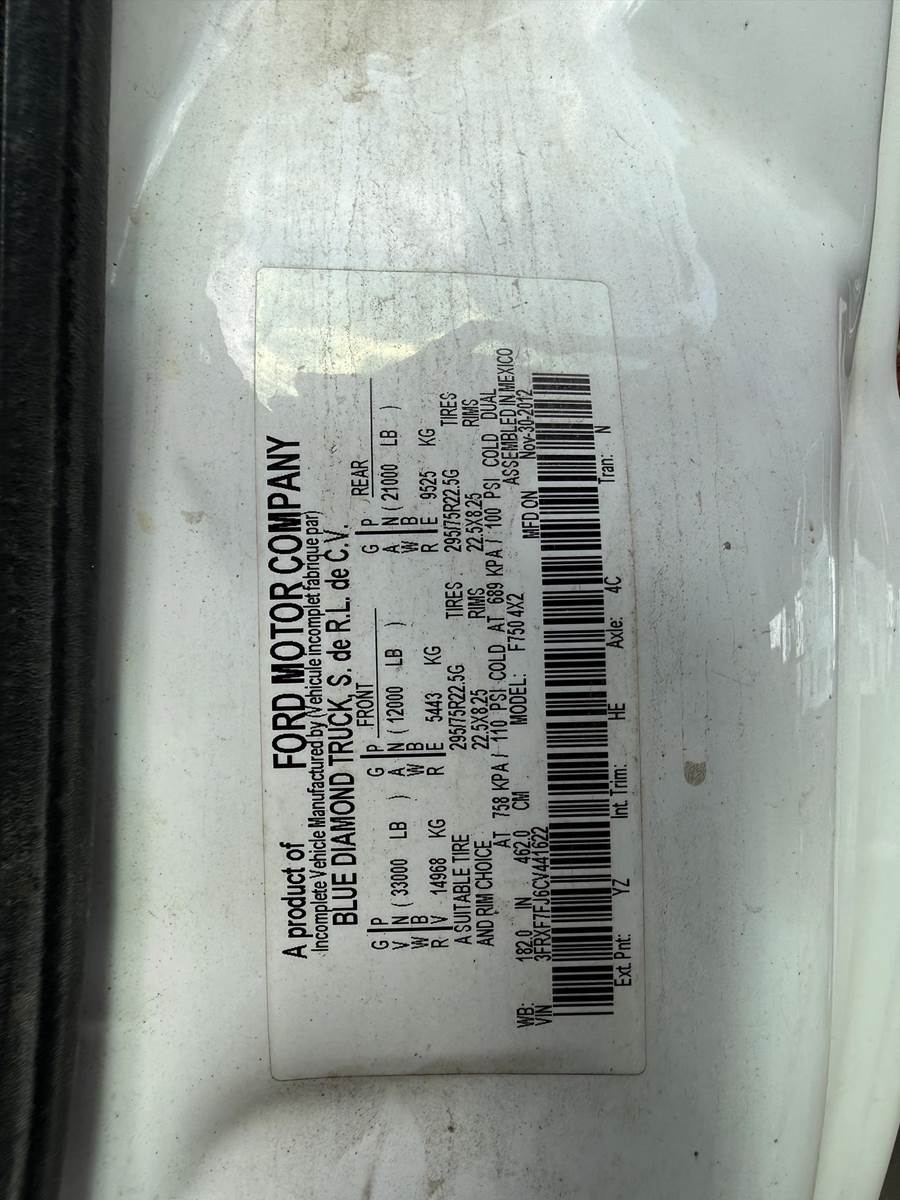 A product of FORD MOTOR COMPANY
Incomplete Vehicle Manufactured by (Vehicule incomplet fabrique par)
BLUE DIAMOND TRUCK, S. de R.L. de C.V.
FRONT REAR
G P G P G P
V N ( 33000 LB ) A N ( 12000 LB ) A N ( 21000 LB )
W B W B W B
R V 14968 KG R E 5443 KG R E 9525 KG
A SUITABLE TIRE 295/75R22.5G TIRES 295/75R22.5G TIRES
AND RIM CHOICE 22.5X8.25 RIMS 22.5X8.25 RIMS
AT 758 KPA / 110 PSI COLD AT 689 KPA / 100 PSI COLD DUAL
WB: 182.0 IN 462.0 CM MODEL: F750 4X2 ASSEMBLED IN MEXICO
VIN 3FRXF7FJ6CV441622 MFD ON Nov-30-2012
Ext. Pnt: YZ Int. Trim: HE Axle: 4C Tran: N